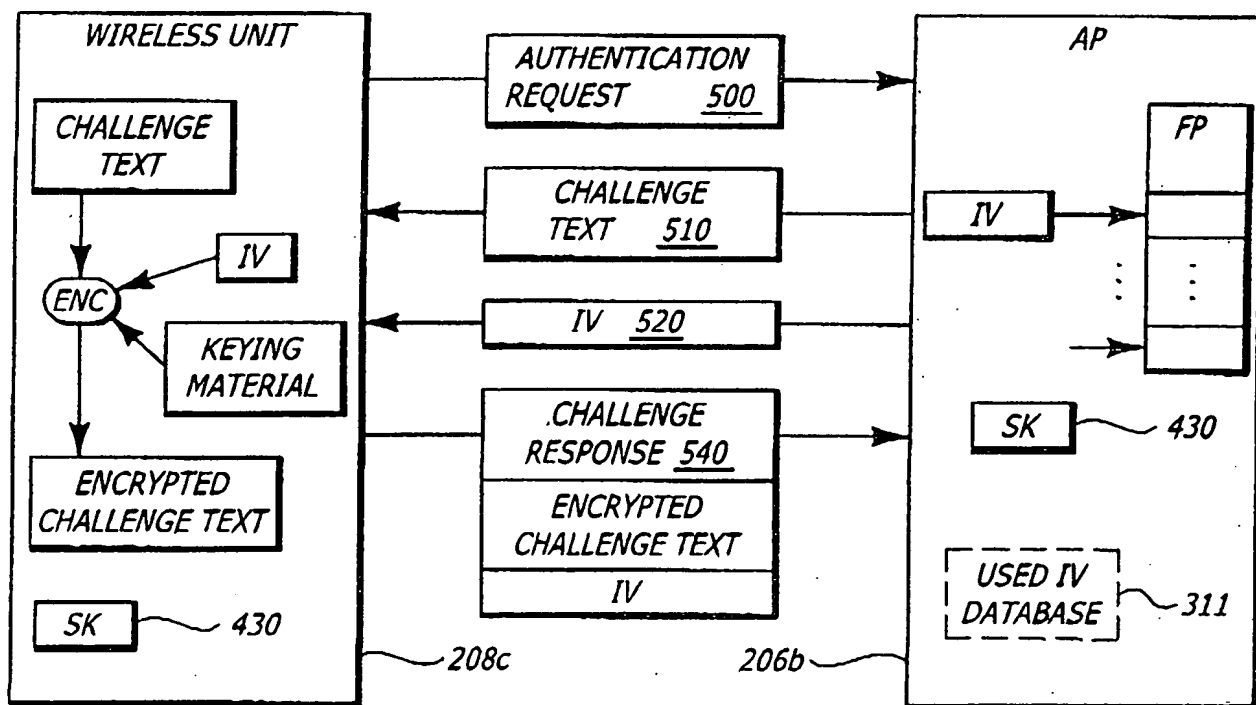 WIRELESS UNIT
CHALLENGE
TEXT
IV
ENC
KEYING
MATERIAL
ENCRYPTED
CHALLENGE TEXT
SK
430
208c
AUTHENTICATION
REQUEST 500
CHALLENGE
TEXT 510
IV 520
.CHALLENGE
RESPONSE 540
ENCRYPTED
CHALLENGE TEXT
IV
AP
FP
IV
SK
430
USED IV
DATABASE
311
206b